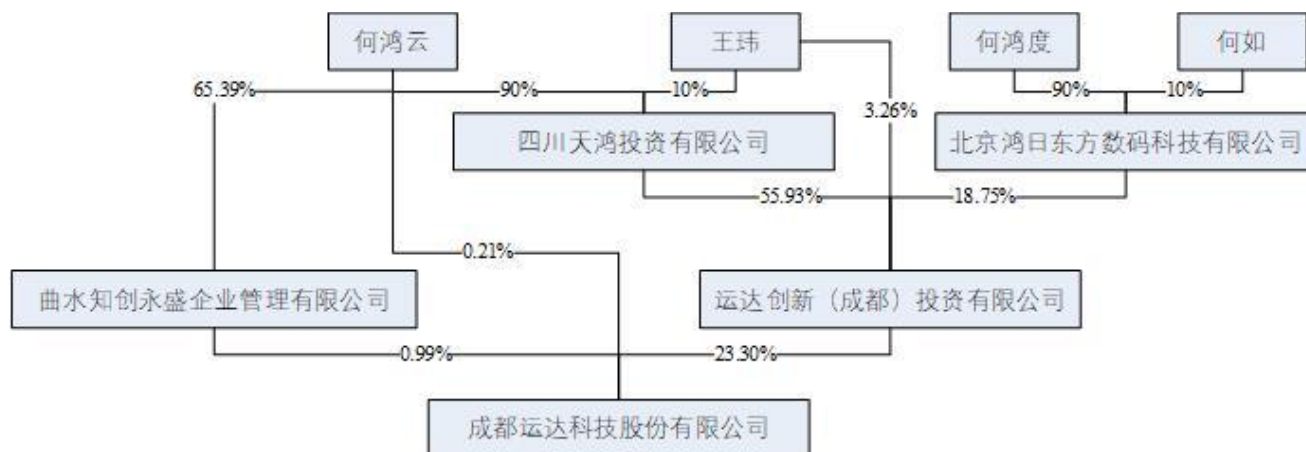 何鸿云
王玮
何鸿度
何如
65.39%
90%
10%
3.26%
90%
10%
四川天鸿投资有限公司
北京鸿日东方数码科技有限公司
55.93%
18.75%
0.21%
曲水知创永盛企业管理有限公司
运达创新（成都）投资有限公司
0.99%
23.30%
成都运达科技股份有限公司